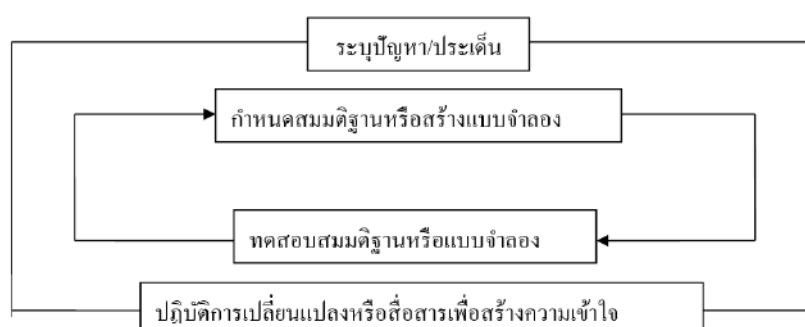 ระบุปัญหา/ประเด็น
กำหนดสมมติฐานหรือสร้างแบบจำลอง
ทดสอบสมมติฐานหรือแบบจำลอง
ปฏิบัติการเปลี่ยนแปลงหรือสื่อสารเพื่อสร้างความเข้าใจ